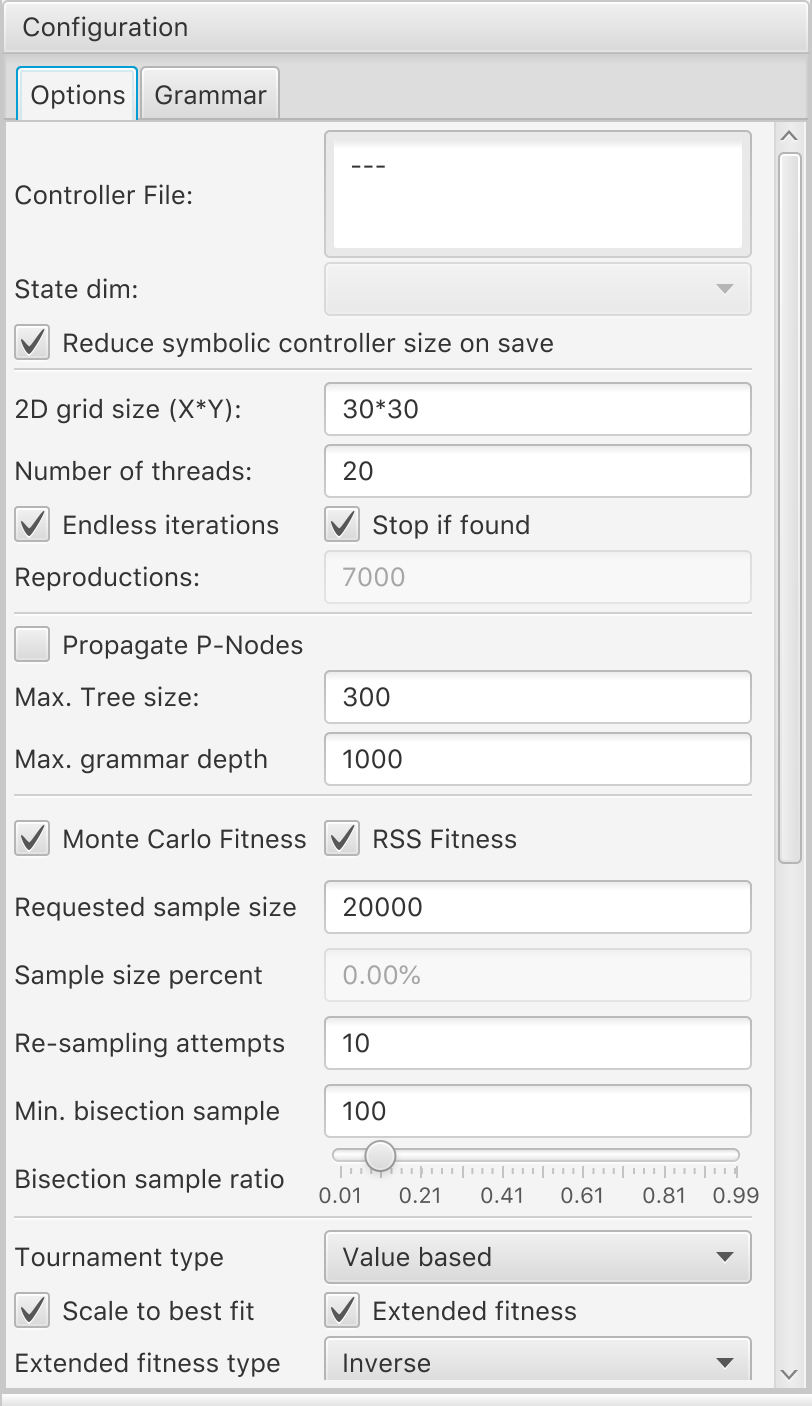 Configuration
Options Grammar
Controller File: ---
State dim:
Reduce symbolic controller size on save
2D grid size (X*Y): 30*30
Number of threads: 20
Endless iterations Stop if found
Reproductions: 7000
Propagate P-Nodes
Max. Tree size: 300
Max. grammar depth 1000
Monte Carlo Fitness RSS Fitness
Requested sample size 20000
Sample size percent 0.00%
Re-sampling attempts 10
Min. bisection sample 100
Bisection sample ratio
0.01 0.21 0.41 0.61 0.81 0.99
Tournament type Value based
Scale to best fit Extended fitness
Extended fitness type Inverse